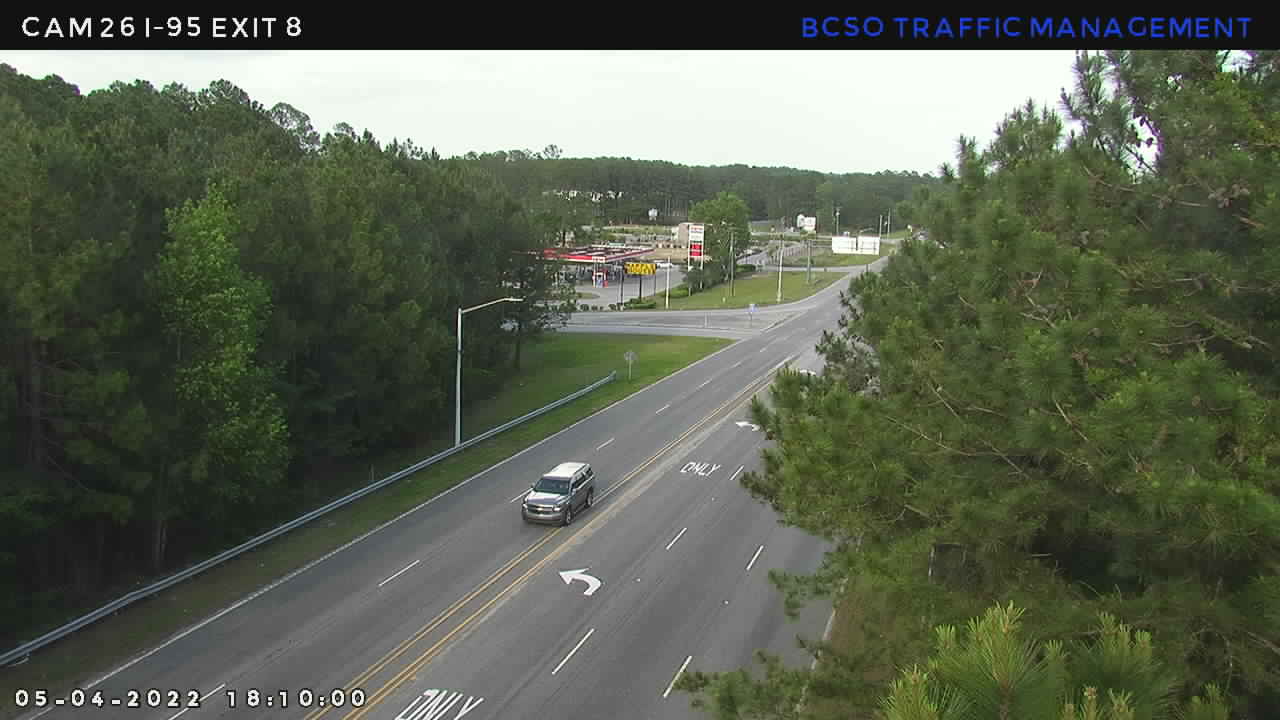 CAM 26 I-95 EXIT 8
BCSO TRAFFIC MANAGEMENT
ONLY
ONLY
05-04-2022 18:10:00